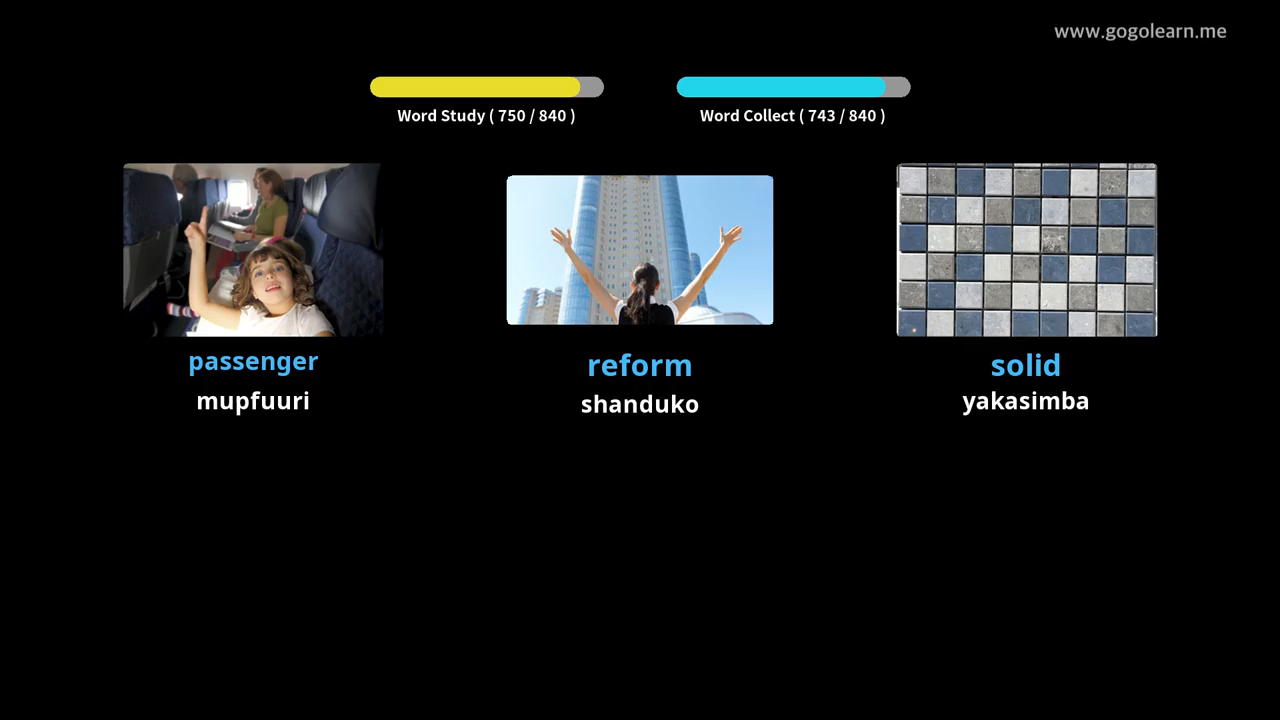 www.gogolearn.me
Word Study ( 750 / 840 )
Word Collect ( 743 / 840 )
passenger
mupfuuri
reform
shanduko
solid
yakasimba